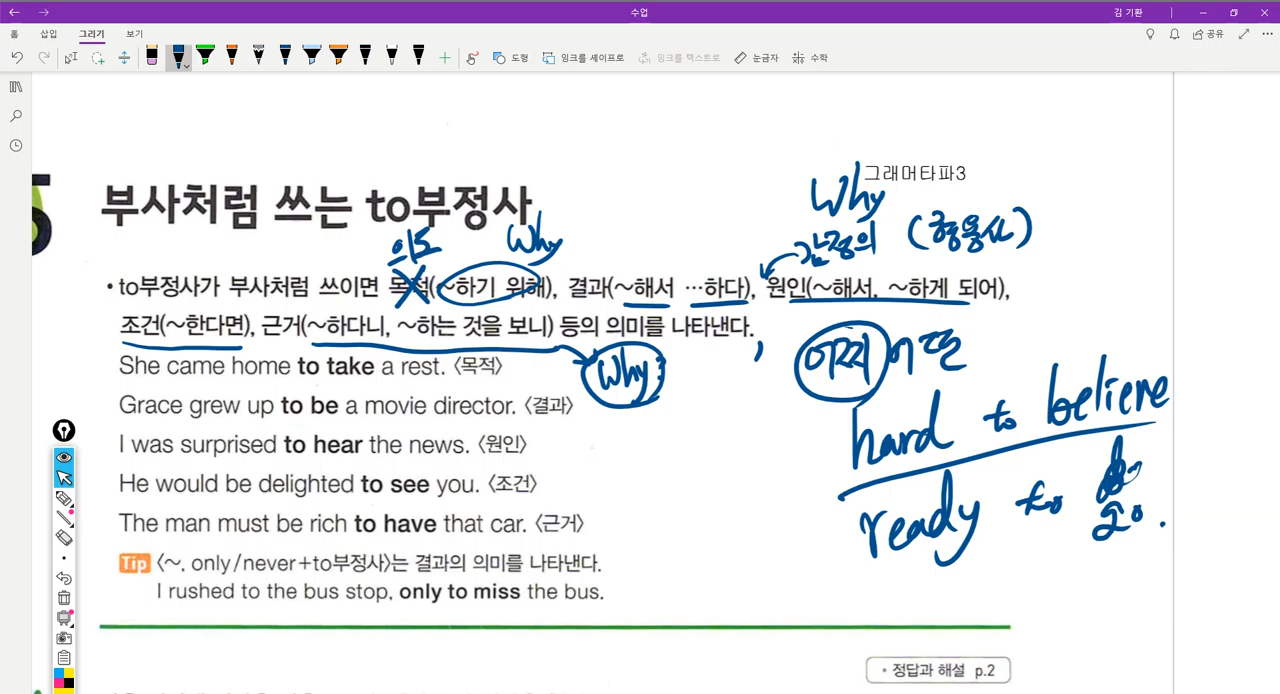 수업
김 기환
홈 삽입 그리기 보기
공유
도형 잉크를 셰이프로 잉크를 텍스트로 눈금자 수학
그래머타파3
Why
부사처럼 쓰는 to부정사
의도 Why 감정의 (형용사)
• to부정사가 부사처럼 쓰이면 목적(~하기 위해), 결과(~해서 …하다), 원인(~해서, ~하게 되어),
조건(~한다면), 근거(~하다니, ~하는 것을 보니) 등의 의미를 나타낸다.
Why?
She came home to take a rest. 〈목적〉
Grace grew up to be a movie director. 〈결과〉
hard to believe
I was surprised to hear the news. 〈원인〉
He would be delighted to see you. 〈조건〉
ready to go.
The man must be rich to have that car. 〈근거〉
Tip 〈~, only/never+to부정사〉는 결과의 의미를 나타낸다.
I rushed to the bus stop, only to miss the bus.
• 정답과 해설 p.2